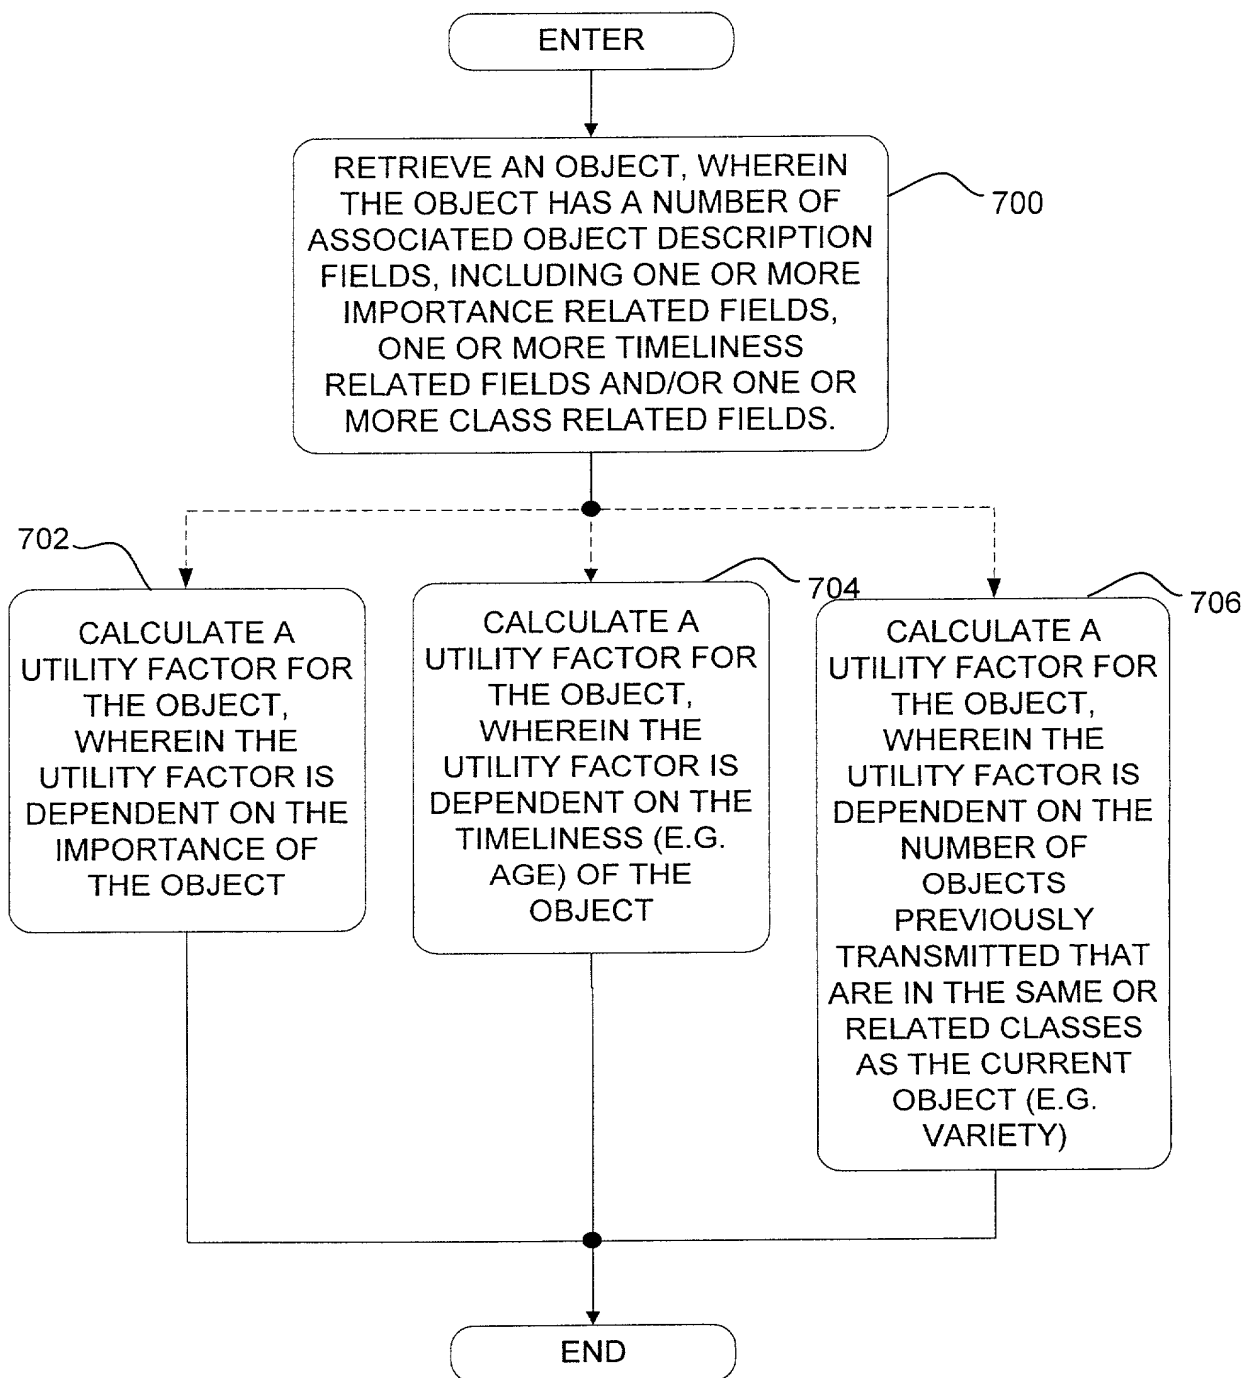 ENTER
RETRIEVE AN OBJECT, WHEREIN
THE OBJECT HAS A NUMBER OF
ASSOCIATED OBJECT DESCRIPTION
FIELDS, INCLUDING ONE OR MORE
IMPORTANCE RELATED FIELDS,
ONE OR MORE TIMELINESS
RELATED FIELDS AND/OR ONE OR
MORE CLASS RELATED FIELDS.
700
702
CALCULATE A
UTILITY FACTOR FOR
THE OBJECT,
WHEREIN THE
UTILITY FACTOR IS
DEPENDENT ON THE
IMPORTANCE OF
THE OBJECT
704
CALCULATE A
UTILITY FACTOR FOR
THE OBJECT,
WHEREIN THE
UTILITY FACTOR IS
DEPENDENT ON THE
TIMELINESS (E.G.
AGE) OF THE
OBJECT
706
CALCULATE A
UTILITY FACTOR FOR
THE OBJECT,
WHEREIN THE
UTILITY FACTOR IS
DEPENDENT ON THE
NUMBER OF
OBJECTS
PREVIOUSLY
TRANSMITTED THAT
ARE IN THE SAME OR
RELATED CLASSES
AS THE CURRENT
OBJECT (E.G.
VARIETY)
END